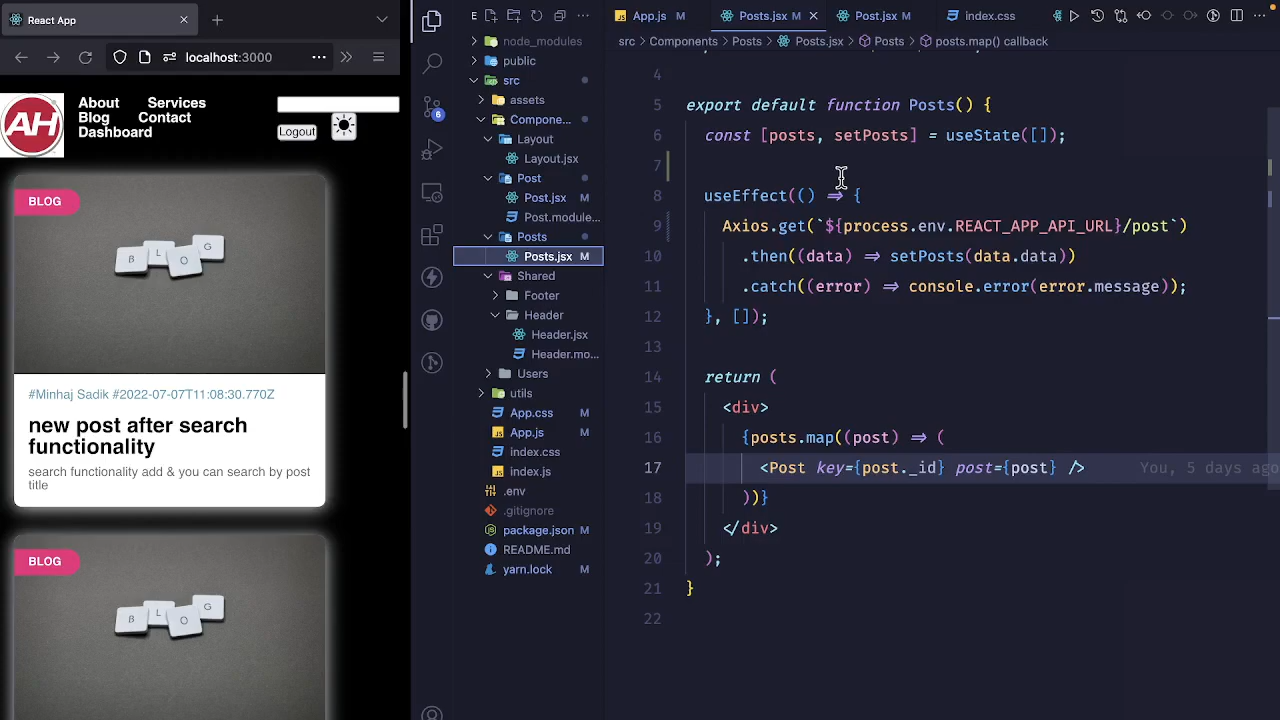 React App
localhost:3000
AH
About
Services
Blog
Contact
Dashboard
Logout
BLOG
B L O G
#Minhaj Sadik #2022-07-07T11:08:30.770Z
new post after search
functionality
search functionality add & you can search by post
title
BLOG
B L O G
E
node_modules
public
src
assets
Compone...
Layout
Layout.jsx
Post
Post.jsx M
Post.module...
Posts
Posts.jsx M
Shared
Footer
Header
Header.jsx
Header.mo...
Users
utils
App.css M
App.js M
index.css
index.js
.env
.gitignore
package.json M
README.md
yarn.lock M
6
App.js M
Posts.jsx M
Post.jsx M
index.css
src > Components > Posts > Posts.jsx > Posts > posts.map() callback
4
5 export default function Posts() {
6 const [posts, setPosts] = useState([]);
7
8 useEffect(() => {
9 Axios.get(`${process.env.REACT_APP_API_URL}/post`)
10 .then((data) => setPosts(data.data))
11 .catch((error) => console.error(error.message));
12 }, []);
13
14 return (
15 <div>
16 {posts.map((post) => (
17 <Post key={post._id} post={post} /> You, 5 days ago
18 ))}
19 </div>
20 );
21 }
22